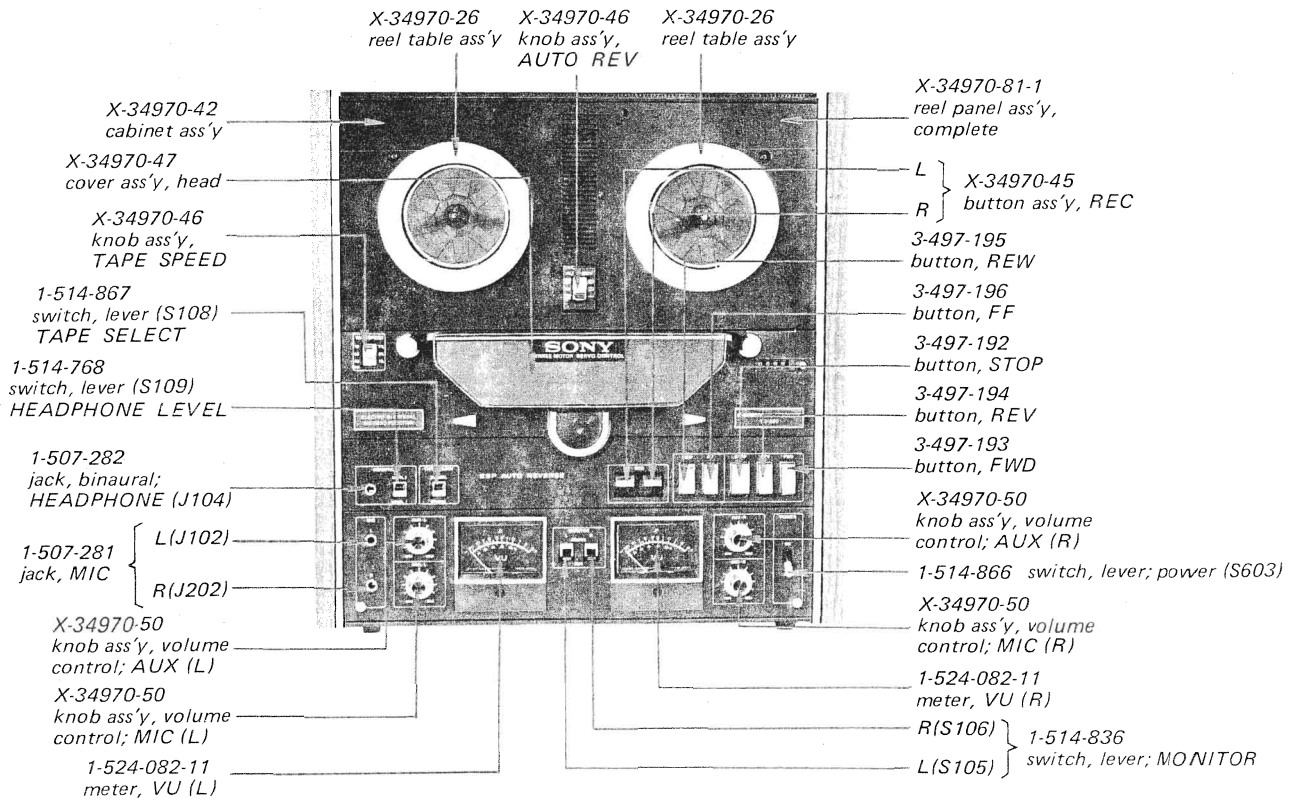 X-34970-26
reel table ass'y
X-34970-46
knob ass'y,
AUTO REV
X-34970-26
reel table ass'y
X-34970-42
cabinet ass'y
X-34970-47
cover ass'y, head
X-34970-46
knob ass'y,
TAPE SPEED
1-514-867
switch, lever (S108)
TAPE SELECT
1-514-768
switch, lever (S109)
HEADPHONE LEVEL
1-507-282
jack, binaural;
HEADPHONE (J104)
1-507-281
jack, MIC
L(J102)
R(J202)
X-34970-50
knob ass'y, volume
control; AUX (L)
X-34970-50
knob ass'y, volume
control; MIC (L)
1-524-082-11
meter, VU (L)
SONY
THREE MOTOR SERVO CONTROL
ESP AUTO REVERSE
VU
X-34970-81-1
reel panel ass'y,
complete
L
R
X-34970-45
button ass'y, REC
3-497-195
button, REW
3-497-196
button, FF
3-497-192
button, STOP
3-497-194
button, REV
3-497-193
button, FWD
X-34970-50
knob ass'y, volume
control; AUX (R)
1-514-866 switch, lever; power (S603)
X-34970-50
knob ass'y, volume
control; MIC (R)
1-524-082-11
meter, VU (R)
R(S106)
L(S105)
1-514-836
switch, lever; MONITOR